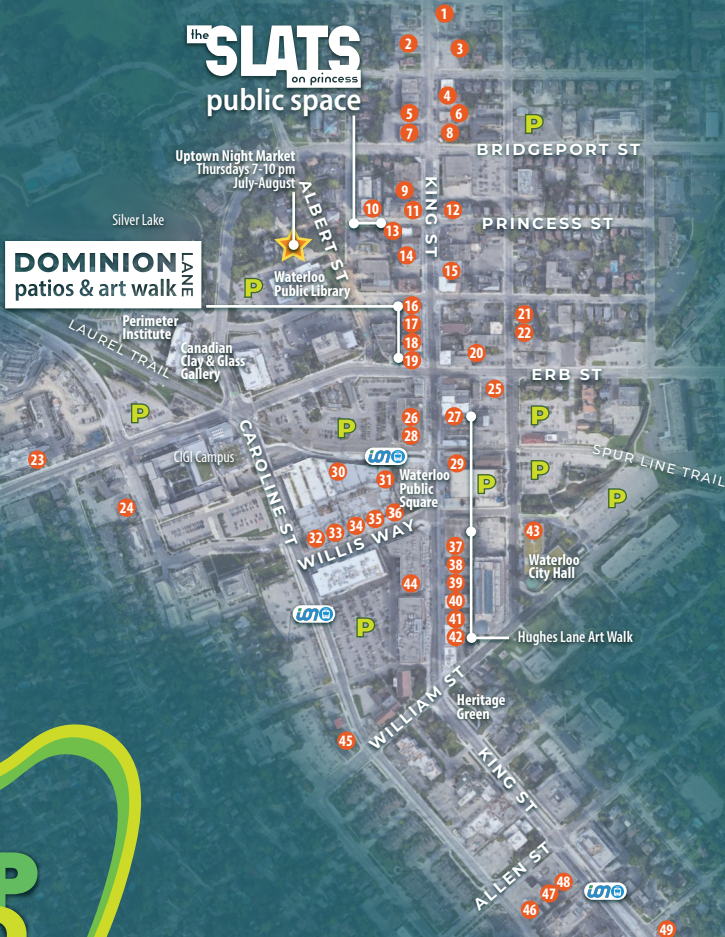 1
the
SLATS
on princess
public space
2
3
4
5
6
7
8
P
BRIDGEPORT ST
Uptown Night Market
Thursdays 7-10 pm
July-August
ALBERT ST
KING ST
9
10
11
12
Silver Lake
PRINCESS ST
13
DOMINION
LANE
patios & art walk
14
15
Waterloo
Public Library
P
16
17
18
19
20
21
22
Perimeter
Institute
LAUREL TRAIL
Canadian
Clay & Glass
Gallery
ERB ST
25
P
P
26
27
28
P
CAROLINE ST
23
CIGI Campus
ion
29
30
31
Waterloo
Public
Square
P
P
P
SPUR LINE TRAIL
24
32
33
34
35
36
WILLIS WAY
43
Waterloo
City Hall
37
38
39
40
41
42
44
ion
P
Hughes Lane Art Walk
WILLIAM ST
Heritage
Green
45
KING ST
ALLEN ST
46
47
48
ion
49
P